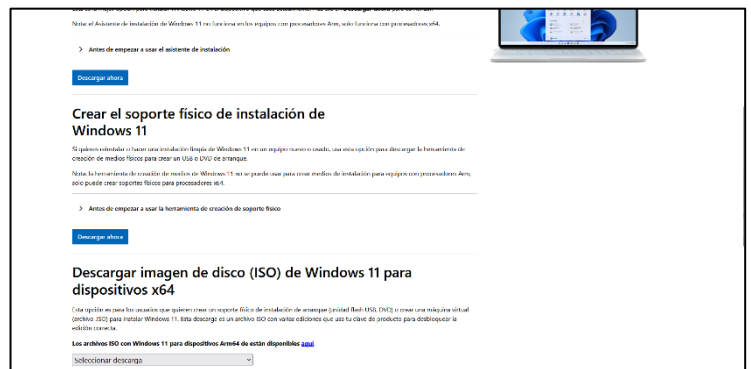 Nota: el Asistente de instalación de Windows 11 no funciona en los equipos con procesadores Arm, solo funciona con procesadores x64.
Antes de empezar a usar el asistente de instalación
Descargar ahora
Crear el soporte físico de instalación de
Windows 11
Si quieres reinstalar o hacer una instalación limpia de Windows 11 en un equipo nuevo o usado, usa esta opción para descargar la herramienta de
creación de medios físicos para crear un USB o DVD de arranque.
Nota: la herramienta de creación de medios de Windows 11 no se puede usar para crear medios de instalación para equipos con procesadores Arm,
solo puede crear soportes físicos para procesadores x64.
Antes de empezar a usar la herramienta de creación de soporte físico
Descargar ahora
Descargar imagen de disco (ISO) de Windows 11 para
dispositivos x64
Esta opción es para los usuarios que quieren crear un soporte físico de instalación de arranque (unidad flash USB, DVD) o crear una máquina virtual
(archivo .ISO) para instalar Windows 11. Esta descarga es un archivo ISO con varias ediciones que usa tu clave de producto para desbloquear la
edición correcta.
Los archivos ISO con Windows 11 para dispositivos Arm64 de están disponibles aquí
Seleccionar descarga